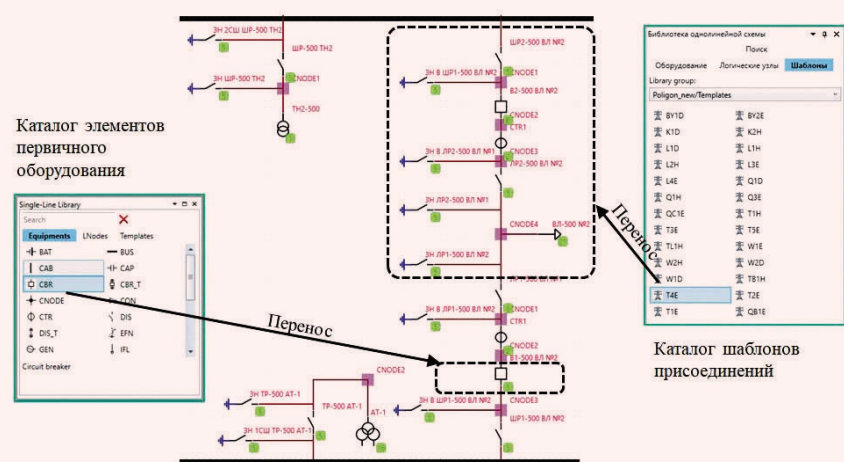 ЗН 2СШ ШР-500 ТН2
ШР-500 ТН2
ЗН ШР-500 ТН2
CNODE1
ТН2-500
Каталог элементов
первичного
оборудования
Single-Line Library
Search
Equipments LNodes Templates
BAT BUS
CAB CAP
CBR CBR_T
CNODE CON
CTR DIS
DIS_T EFN
GEN IFL
Circuit breaker
Перенос
ШР2-500 ВЛ №2
CNODE1
ЗН В ШР1-500 ВЛ №2
В2-500 ВЛ №2
CNODE2
CTR1
CNODE3
ЗН В ЛР2-500 ВЛ №1
ЛР2-500 ВЛ №2
ЗН ЛР2-500 ВЛ №1
CNODE4
ВЛ-500 №2
ЗН ЛР1-500 ВЛ №2
ЛР1-500 ВЛ №2
CNODE1
ЗН В ЛР1-500 ВЛ №2
CTR1
CNODE2
В1-500 ВЛ №2
CNODE2
CNODE3
ЗН В ШР1-500 ВЛ №2
ШР1-500 ВЛ №2
ЗН ТР-500 АТ-1
ТР-500 АТ-1
АТ-1
ЗН 1СШ ТР-500 АТ-1
Перенос
Библиотека однолинейной схемы
Поиск
Оборудование Логические узлы Шаблоны
Library group:
Poligon_new/Templates
BY1D BY2E
K1D K2H
L1D L1H
L2H L3E
L4E Q1D
Q1H Q3E
QC1E T1H
T3E T5E
TL1H W1E
W2H W2D
W1D TB1H
T4E T2E
T1E QB1E
Каталог шаблонов
присоединений